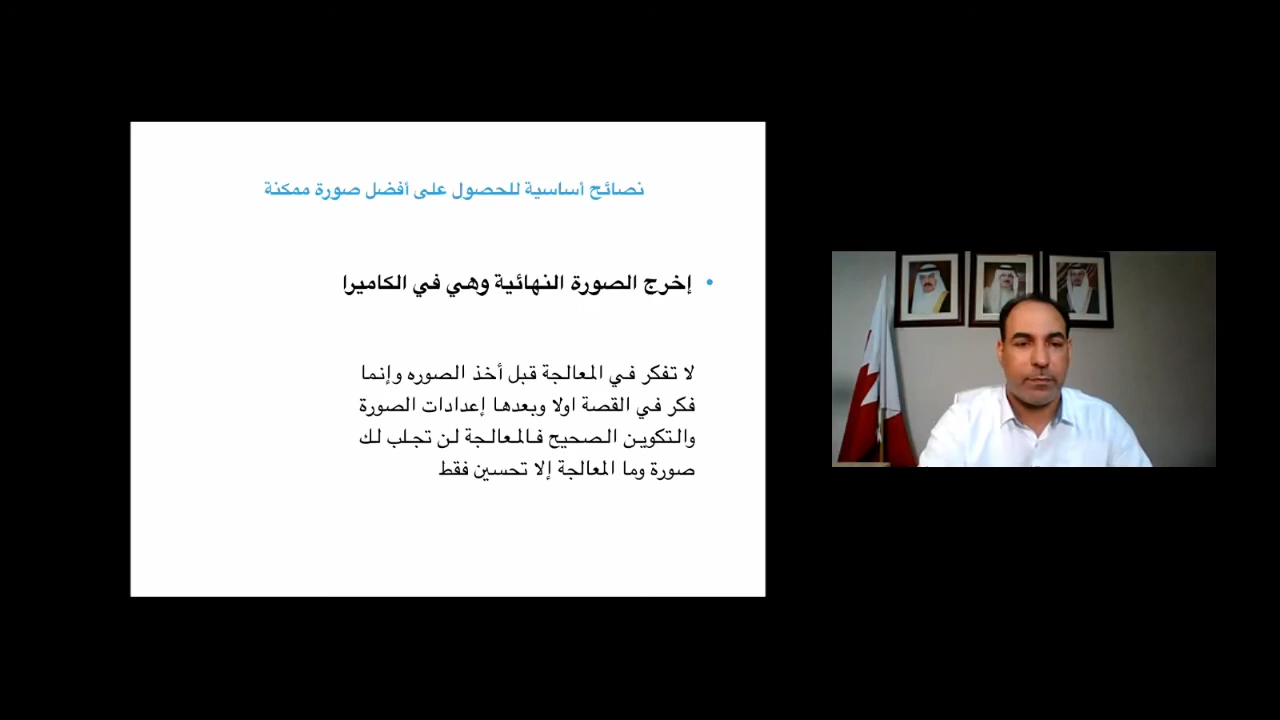 نصائح أساسية للحصول على أفضل صورة ممكنة
• إخرج الصورة النهائية وهي في الكاميرا
لا تفكر في المعالجة قبل أخذ الصوره وإنما
فكر في القصة اولا وبعدها إعدادات الصورة
والتكوين الصحيح فالمعالجة لن تجلب لك
صورة وما المعالجة إلا تحسين فقط